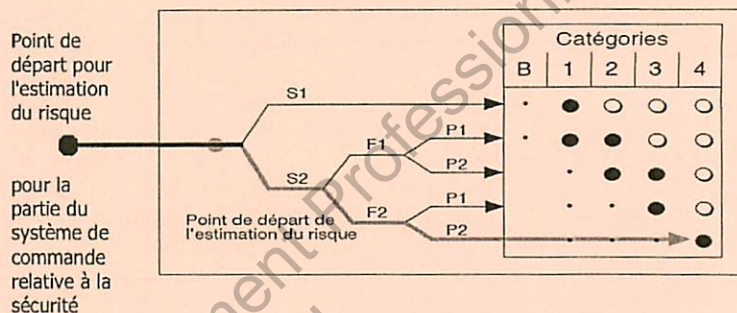 Point de
départ pour
l'estimation
du risque
pour la
partie du
système de
commande
relative à la
sécurité
S1
S2
F1
F2
P1
P2
P1
P2
Point de départ de
l'estimation du risque
Catégories
B 1 2 3 4